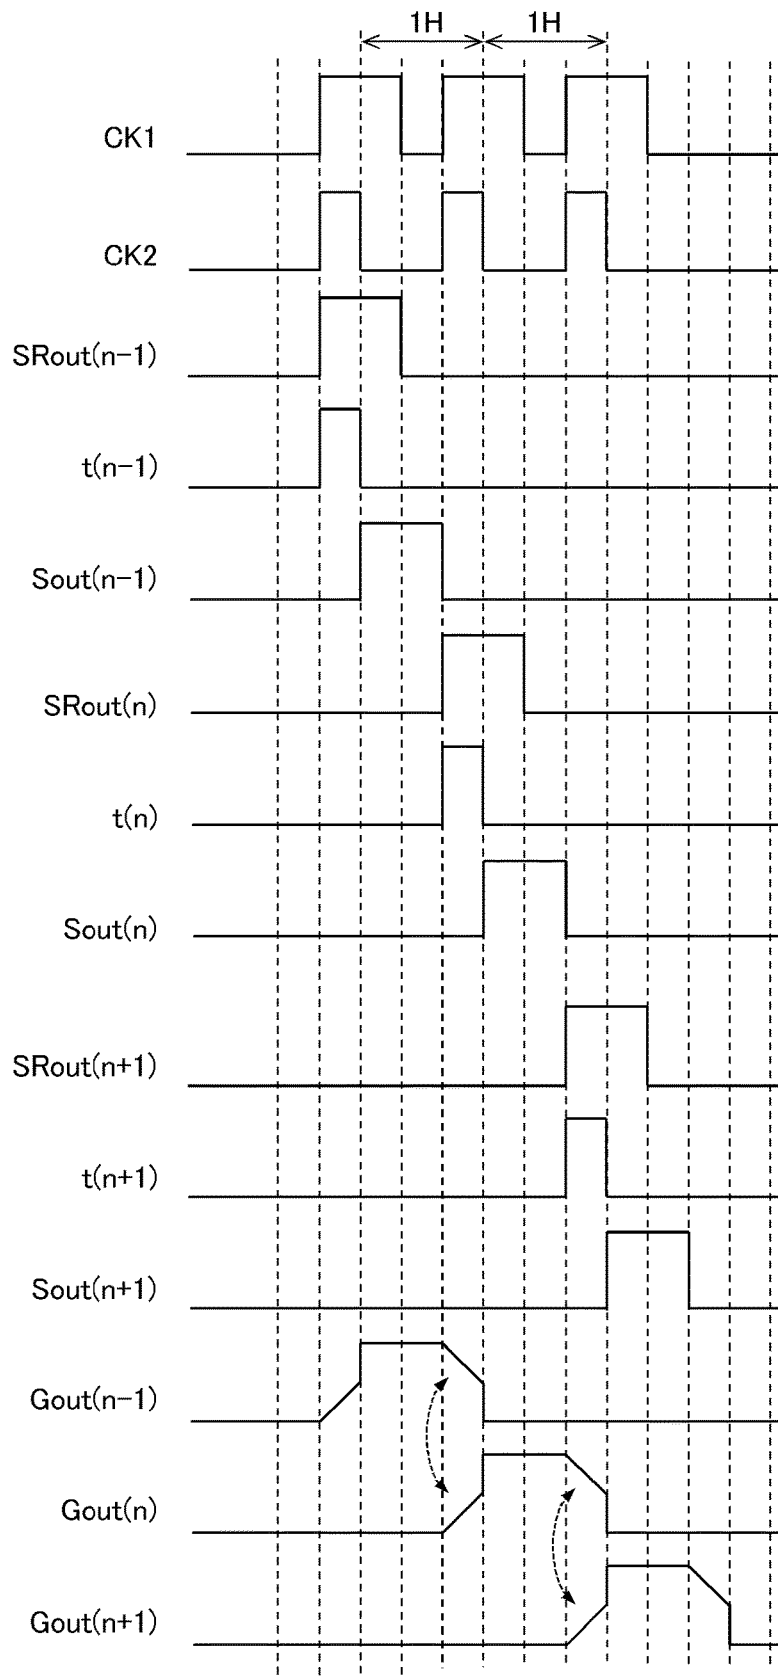 1H 1H
CK1
CK2
SRout(n-1)
t(n-1)
Sout(n-1)
SRout(n)
t(n)
Sout(n)
SRout(n+1)
t(n+1)
Sout(n+1)
Gout(n-1)
Gout(n)
Gout(n+1)